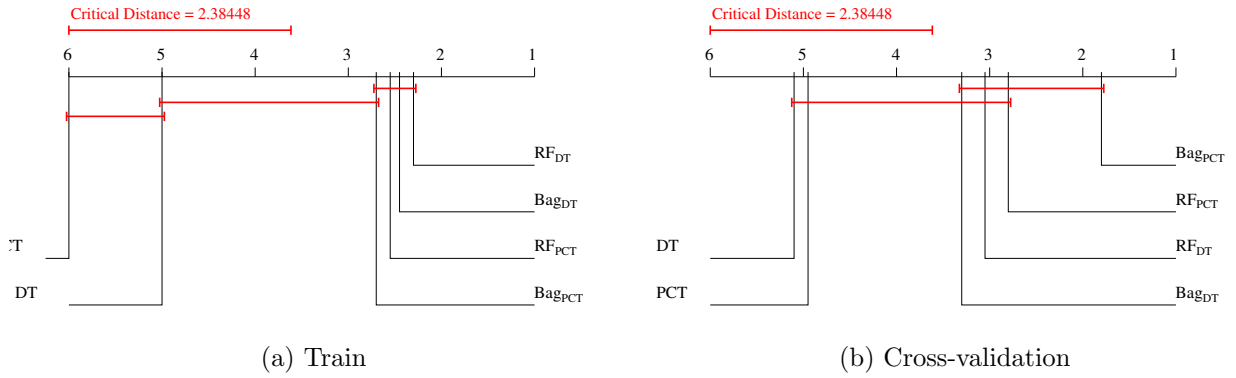 Critical Distance = 2.38448
6 5 4 3 2 1
RF_DT
Bag_DT
RF_PCT
Bag_PCT
CT
DT
(a) Train
Critical Distance = 2.38448
6 5 4 3 2 1
Bag_PCT
RF_PCT
RF_DT
Bag_DT
DT
PCT
(b) Cross-validation